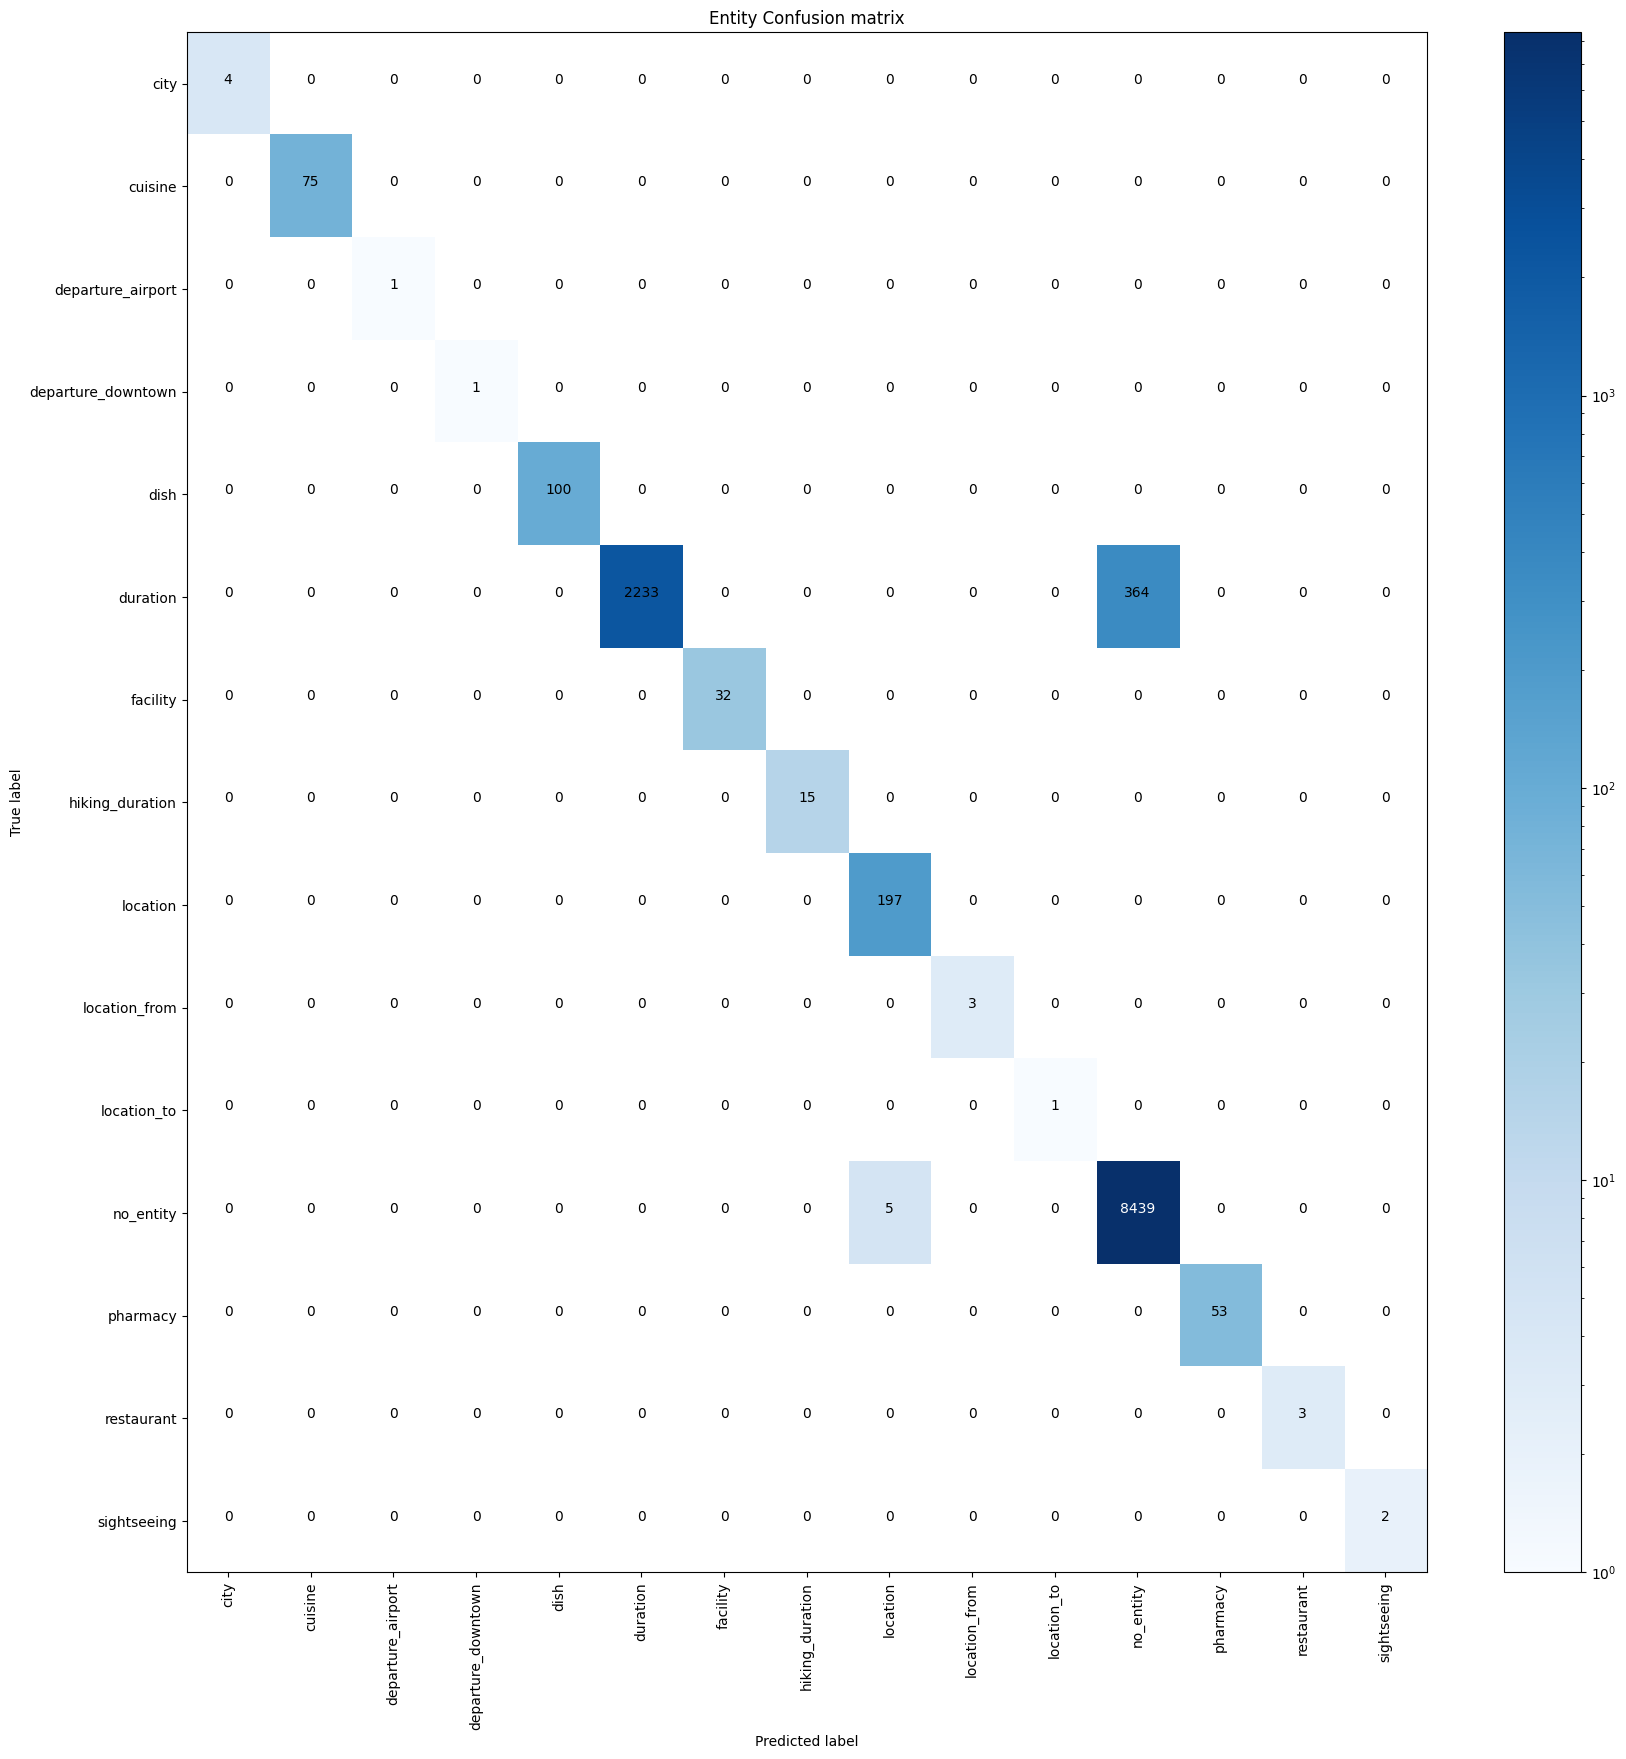 Entity Confusion matrix
city 4 0 0 0 0 0 0 0 0 0 0 0 0 0 0
cuisine 0 75 0 0 0 0 0 0 0 0 0 0 0 0 0
departure_airport 0 0 1 0 0 0 0 0 0 0 0 0 0 0 0
departure_downtown 0 0 0 1 0 0 0 0 0 0 0 0 0 0 0
dish 0 0 0 0 100 0 0 0 0 0 0 0 0 0 0
duration 0 0 0 0 0 2233 0 0 0 0 0 364 0 0 0
facility 0 0 0 0 0 0 32 0 0 0 0 0 0 0 0
hiking_duration 0 0 0 0 0 0 0 15 0 0 0 0 0 0 0
location 0 0 0 0 0 0 0 0 197 0 0 0 0 0 0
location_from 0 0 0 0 0 0 0 0 0 3 0 0 0 0 0
location_to 0 0 0 0 0 0 0 0 0 0 1 0 0 0 0
no_entity 0 0 0 0 0 0 0 0 5 0 0 8439 0 0 0
pharmacy 0 0 0 0 0 0 0 0 0 0 0 0 53 0 0
restaurant 0 0 0 0 0 0 0 0 0 0 0 0 0 3 0
sightseeing 0 0 0 0 0 0 0 0 0 0 0 0 0 0 2
True label
city
cuisine
departure_airport
departure_downtown
dish
duration
facility
hiking_duration
location
location_from
location_to
no_entity
pharmacy
restaurant
sightseeing
Predicted label
10³
10²
10¹
10⁰